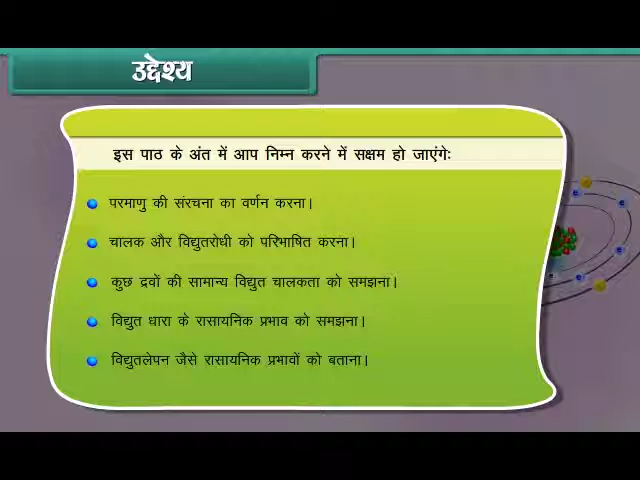 उद्देश्य
इस पाठ के अंत में आप निम्न करने में सक्षम हो जाएंगेः
परमाणु की संरचना का वर्णन करना।
चालक और विद्युतरोधी को परिभाषित करना।
कुछ द्रवों की सामान्य विद्युत चालकता को समझना।
विद्युत धारा के रासायनिक प्रभाव को समझना।
विद्युतलेपन जैसे रासायनिक प्रभावों को बताना।